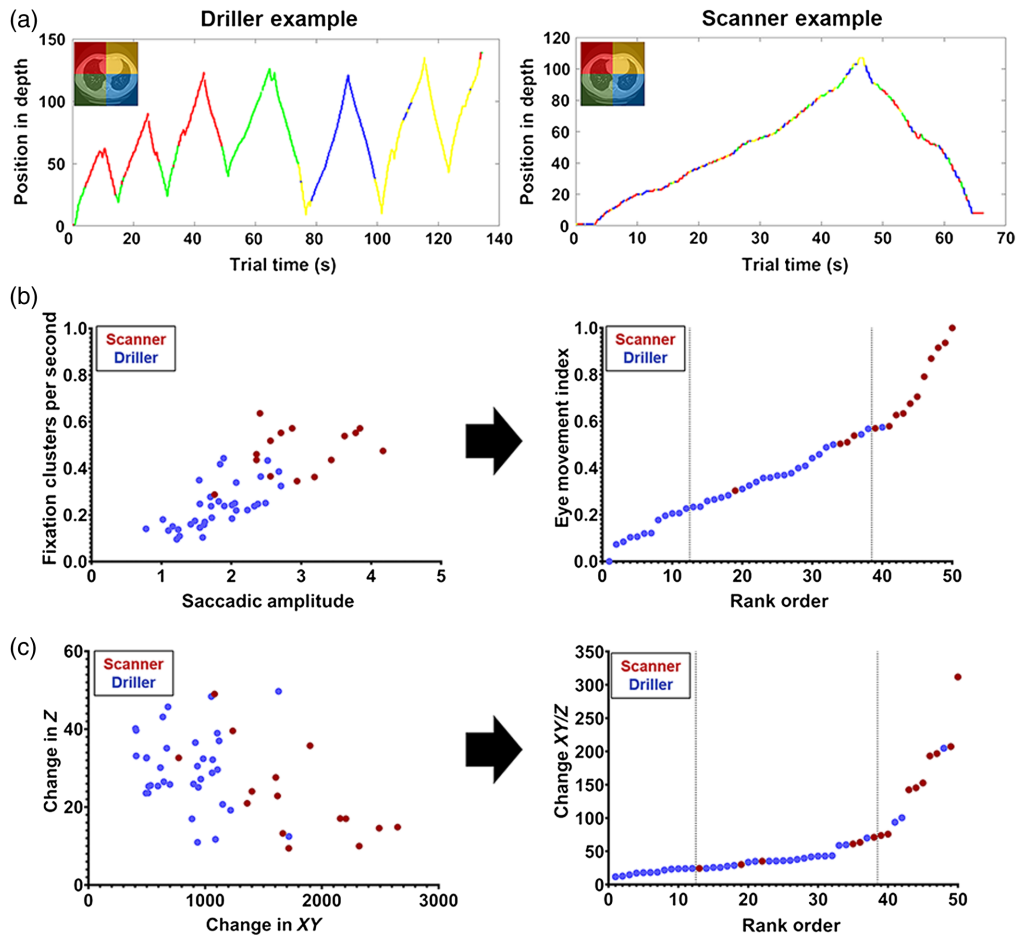 (a)
Driller example
Scanner example
150
100
50
0
Position in depth
0 20 40 60 80 100 120 140
Trial time (s)
120
100
80
60
40
20
0
Position in depth
0 10 20 30 40 50 60 70
Trial time (s)
(b)
Scanner
Driller
1.0
0.8
0.6
0.4
0.2
0.0
Fixation clusters per second
0 1 2 3 4 5
Saccadic amplitude
Scanner
Driller
1.0
0.8
0.6
0.4
0.2
0.0
Eye movement index
0 10 20 30 40 50
Rank order
(c)
Scanner
Driller
60
40
20
0
Change in Z
0 1000 2000 3000
Change in XY
Scanner
Driller
350
300
250
200
150
100
50
0
Change XY/Z
0 10 20 30 40 50
Rank order